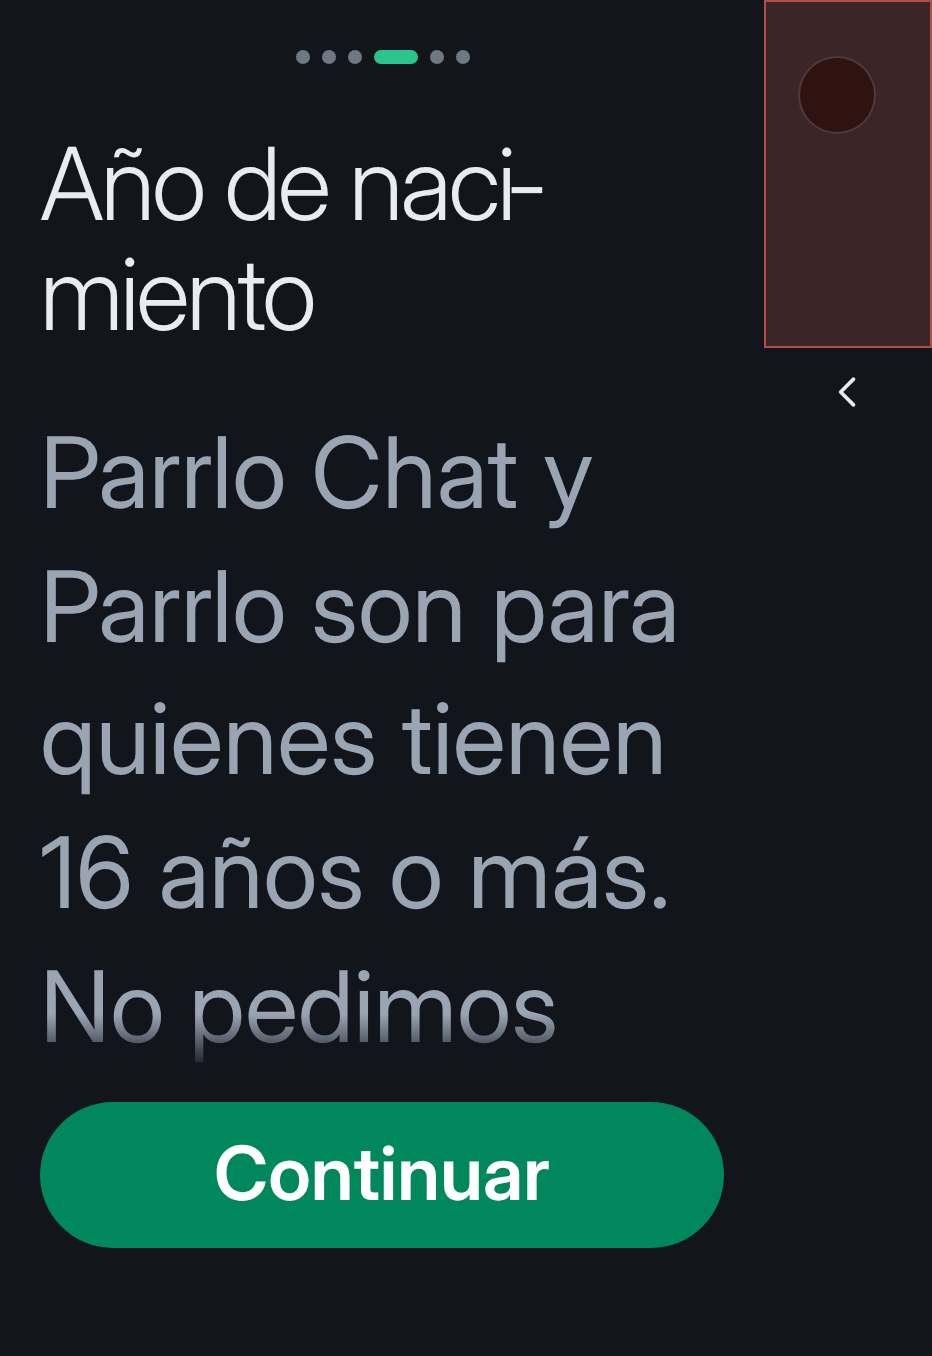 Año de naci-
miento
Parrlo Chat y
Parrlo son para
quienes tienen
16 años o más.
No pedimos
Continuar